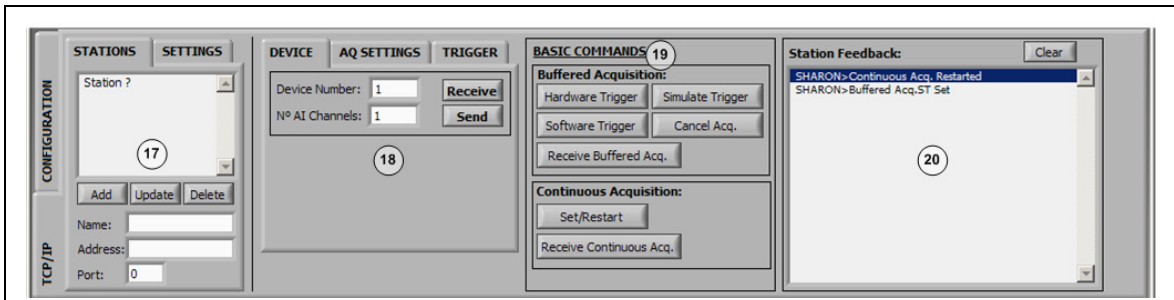 CONFIGURATION
TCP/IP
STATIONS SETTINGS
Station ?
17
Add Update Delete
Name:
Address:
Port: 0
DEVICE AQ SETTINGS TRIGGER
Device Number: 1 Receive
Nº AI Channels: 1 Send
18
BASIC COMMANDS 19
Buffered Acquisition:
Hardware Trigger Simulate Trigger
Software Trigger Cancel Acq.
Receive Buffered Acq.
Continuous Acquisition:
Set/Restart
Receive Continuous Acq.
Station Feedback: Clear
SHARON>Continuous Acq. Restarted
SHARON>Buffered Acq.ST Set
20